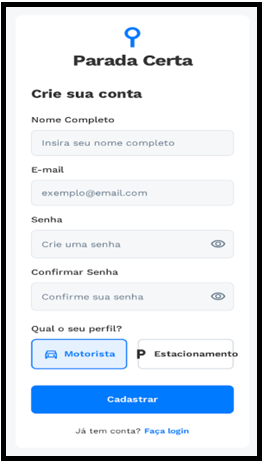 Parada Certa
Crie sua conta
Nome Completo
Insira seu nome completo
E-mail
exemplo@email.com
Senha
Crie uma senha
Confirmar Senha
Confirme sua senha
Qual o seu perfil?
Motorista P Estacionamento
Cadastrar
Já tem conta? Faça login